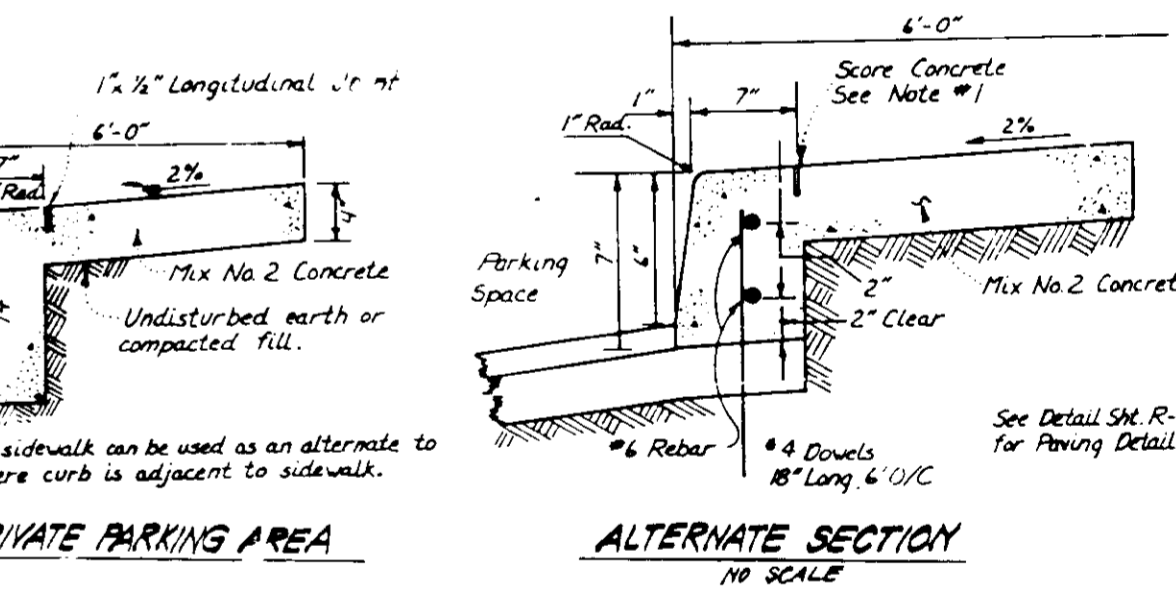 1" x ½" Longitudinal
6'-0"
7"
Rad.
2%
4"
Mix No. 2 Concrete
Undisturbed earth or
compacted fill.
sidewalk can be used as an alternate to
ere curb is adjacent to sidewalk.
RIVATE PARKING AREA
6'-0"
Score Concrete
See Note #1
1"
7"
1" Rad.
2%
Parking
Space
7"
6"
2"
2" Clear
Mix No. 2 Concret
#6 Rebar
#4 Dowels
18" Long, 6' O/C
See Detail Sht. R-
for Paving Detail
ALTERNATE SECTION
NO SCALE